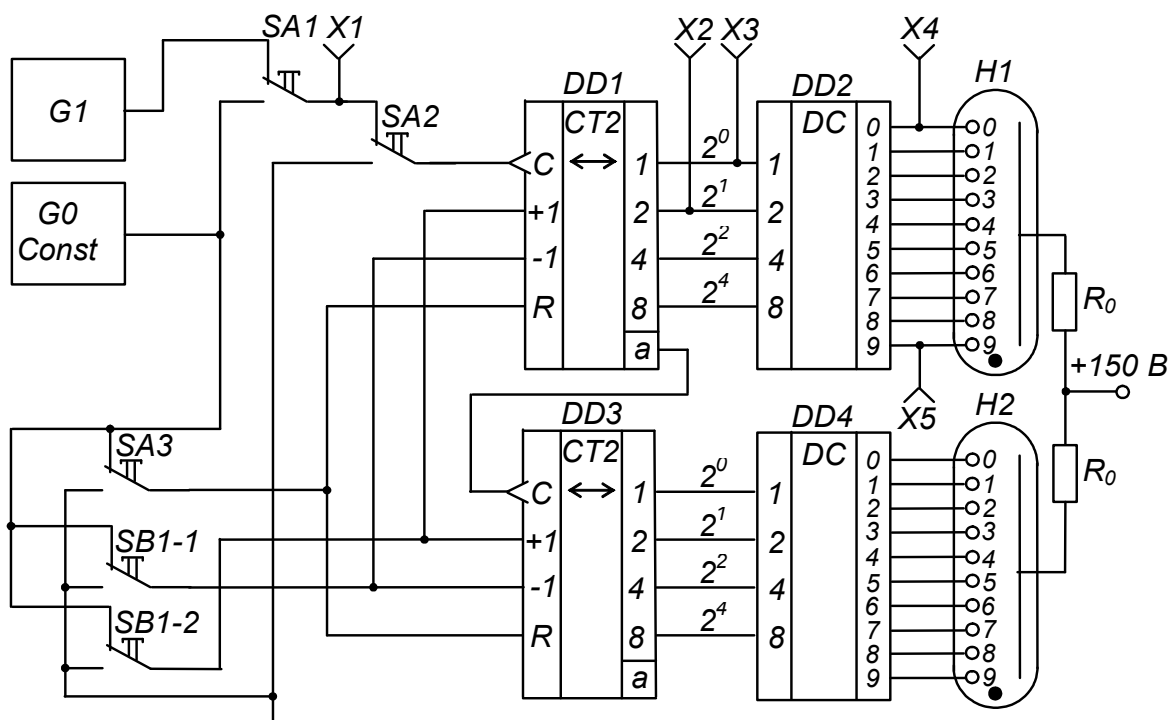 SA1 X1 X2 X3 X4
G1
SA2
G0
Const
SA3
SB1-1
SB1-2
DD1
CT2
C
+1
-1
R
1
2
4
8
a
2⁰
2¹
2²
2⁴
DD2
DC
1
2
4
8
0
1
2
3
4
5
6
7
8
9
H1
0
1
2
3
4
5
6
7
8
9
R₀
+150 В
X5
DD3
CT2
C
+1
-1
R
1
2
4
8
a
2⁰
2¹
2²
2⁴
DD4
DC
1
2
4
8
0
1
2
3
4
5
6
7
8
9
H2
0
1
2
3
4
5
6
7
8
9
R₀